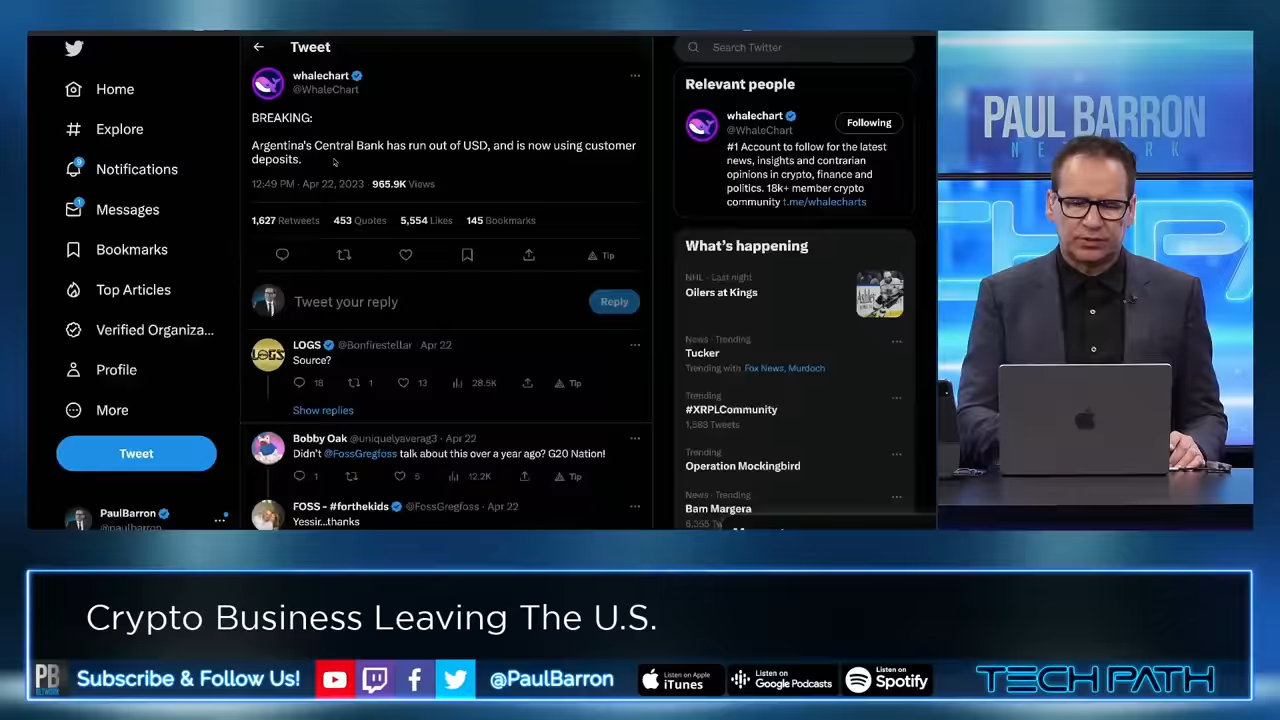 Tweet
Search Twitter
Home
Explore
Notifications
Messages
Bookmarks
Top Articles
Verified Organiza...
Profile
More
Tweet
PaulBarron
@paulbarron
whalechart
@WhaleChart
BREAKING:
Argentina's Central Bank has run out of USD, and is now using customer
deposits.
12:49 PM · Apr 22, 2023 · 965.9K Views
1,627 Retweets 453 Quotes 5,554 Likes 145 Bookmarks
Tip
Tweet your reply
Reply
LOGS @Bonfirestellar · Apr 22
Source?
18 1 13 28.5K Tip
Show replies
Bobby Oak @uniquelyaverag3 · Apr 22
Didn't @FossGregfoss talk about this over a year ago? G20 Nation!
1 5 12.2K Tip
FOSS - #forthekids @FossGregfoss · Apr 22
Yessir...thanks
Relevant people
whalechart
@WhaleChart
Following
#1 Account to follow for the latest
news, insights and contrarian
opinions in crypto, finance and
politics. 18k+ member crypto
community t.me/whalecharts
What's happening
NHL · Last night
Oilers at Kings
News · Trending
Tucker
Trending with Fox News, Murdoch
Trending
#XRPLCommunity
1,583 Tweets
Trending
Operation Mockingbird
News · Trending
Bam Margera
PAUL BARRON
NETWORK
Crypto Business Leaving The U.S.
PB
NETWORK
Subscribe & Follow Us!
@PaulBarron
Listen on Apple
iTunes
Listen on
Google Podcasts
Listen on
Spotify
TECH PATH